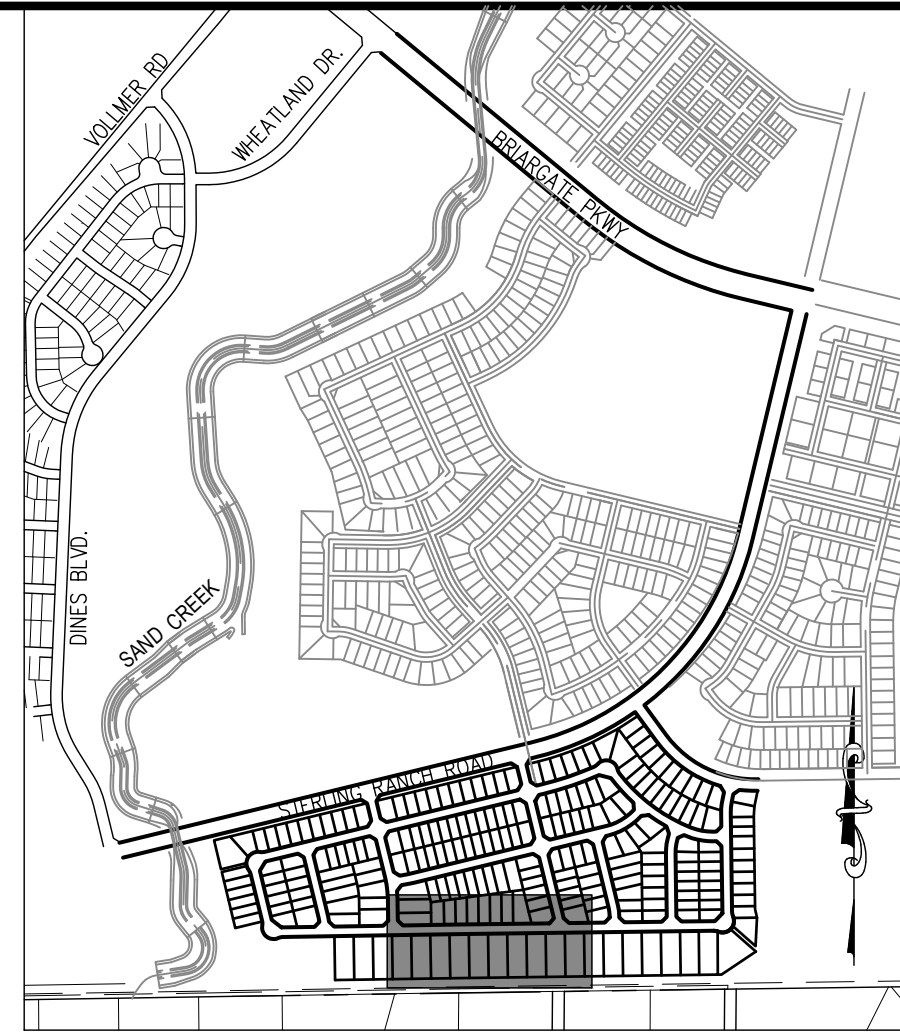 VOLLMER RD
WHEATLAND DR.
BRIARGATE PKWY
DINES BLVD.
SAND CREEK
STERLING RANCH ROAD